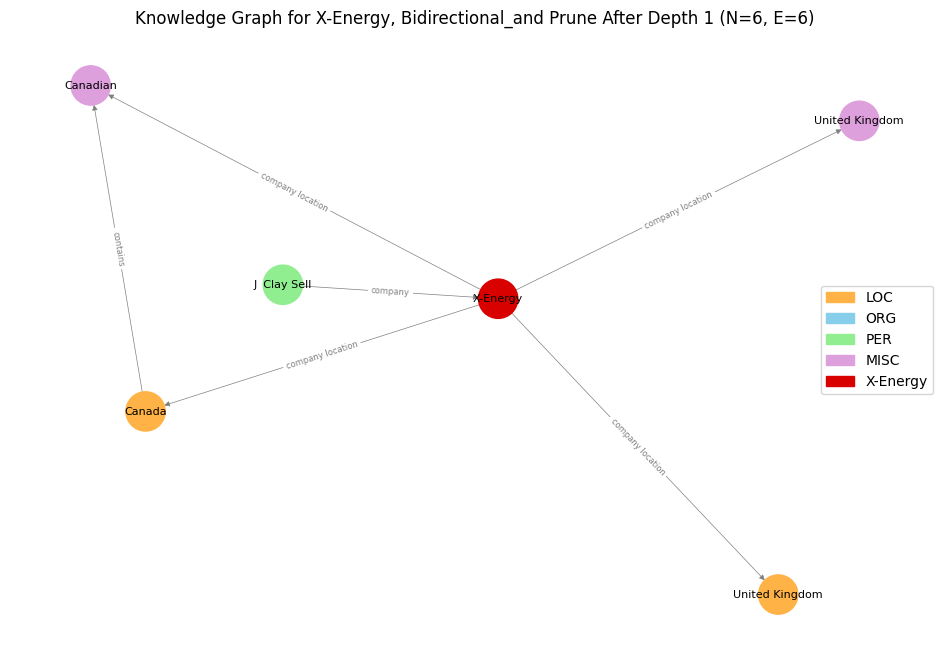 Knowledge Graph for X-Energy, Bidirectional_and Prune After Depth 1 (N=6, E=6)
Canadian
United Kingdom
company location
company location
contains
J Clay Sell
company
X-Energy
company location
Canada
company location
United Kingdom
LOC
ORG
PER
MISC
X-Energy